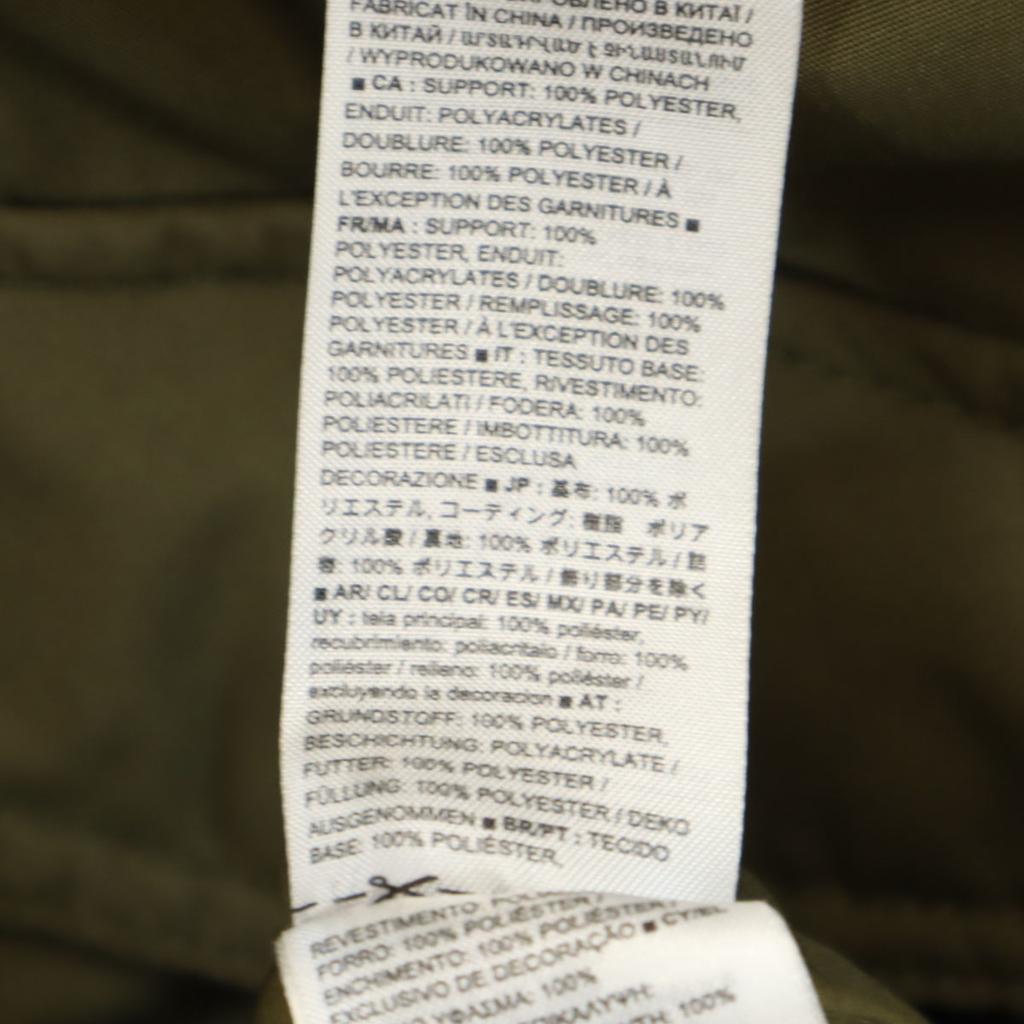 В КИТАЇ /
FABRICAT ÎN CHINA / ПРОИЗВЕДЕНО
В КИТАЙ / ԱՐՏԱԴՐՎԱԾ Է ՉԻՆԱՍՏԱՆՈՒՄ
/ WYPRODUKOWANO W CHINACH
■ CA : SUPPORT: 100% POLYESTER,
ENDUIT: POLYACRYLATES /
DOUBLURE: 100% POLYESTER /
BOURRE: 100% POLYESTER / À
L'EXCEPTION DES GARNITURES ■
FR/MA : SUPPORT: 100%
POLYESTER, ENDUIT:
POLYACRYLATES / DOUBLURE: 100%
POLYESTER / REMPLISSAGE: 100%
POLYESTER / À L'EXCEPTION DES
GARNITURES ■ IT : TESSUTO BASE:
100% POLIESTERE, RIVESTIMENTO:
POLIACRILATI / FODERA: 100%
POLIESTERE / IMBOTTITURA: 100%
POLIESTERE / ESCLUSA
DECORAZIONE ■ JP : 基布: 100% ポ
リエステル, コーティング: 樹脂 ポリア
クリル酸 / 裏地: 100% ポリエステル / 詰
物: 100% ポリエステル / 飾り部分を除く
■ AR/ CL/ CO/ CR/ ES/ MX/ PA/ PE/ PY/
UY : tela principal: 100% poliéster,
recubrimiento: poliacrilato / forro: 100%
poliéster / relleno: 100% poliéster /
excluyendo la decoracion ■ AT :
GRUNDSTOFF: 100% POLYESTER,
BESCHICHTUNG: POLYACRYLATE /
FUTTER: 100% POLYESTER /
FÜLLUNG: 100% POLYESTER / DEKO
AUSGENOMMEN ■ BR/PT : TECIDO
BASE: 100% POLIÉSTER,
REVESTIMENTO:
FORRO: 100% POLIÉSTER /
ENCHIMENTO: 100% POLIÉSTER
EXCLUSIVO DE DECORAÇÃO ■ CY/EL
ΥΦΑΣΜΑ: 100%
100%